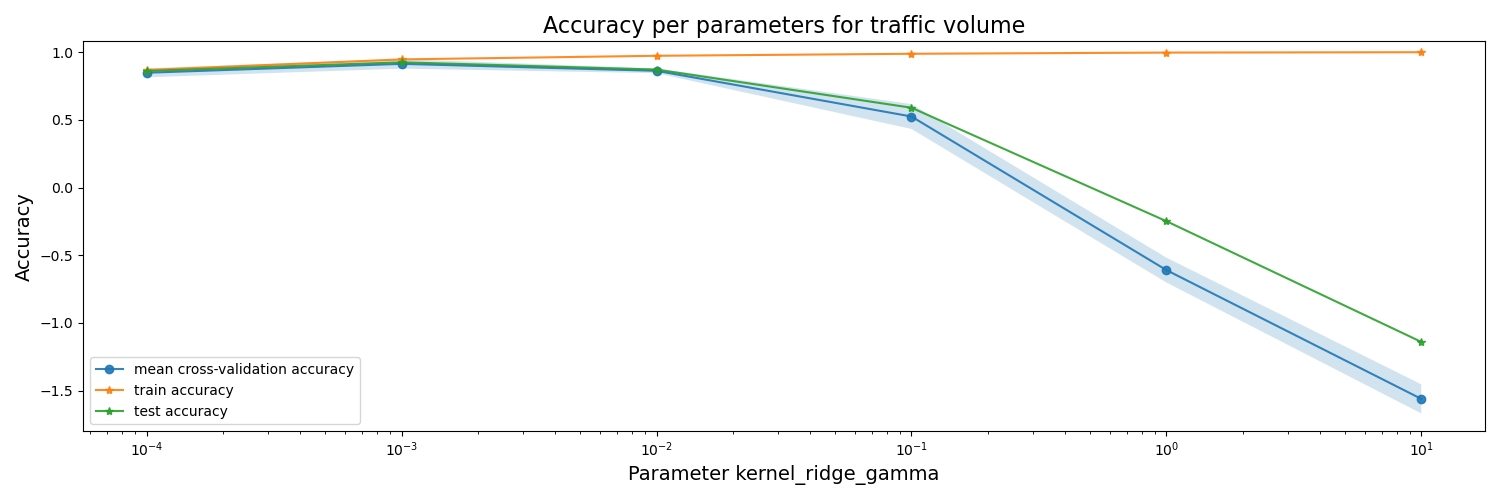 Accuracy per parameters for traffic volume
Accuracy
1.0
0.5
0.0
−0.5
−1.0
−1.5
mean cross-validation accuracy
train accuracy
test accuracy
10⁻⁴ 10⁻³ 10⁻² 10⁻¹ 10⁰ 10¹
Parameter kernel_ridge_gamma